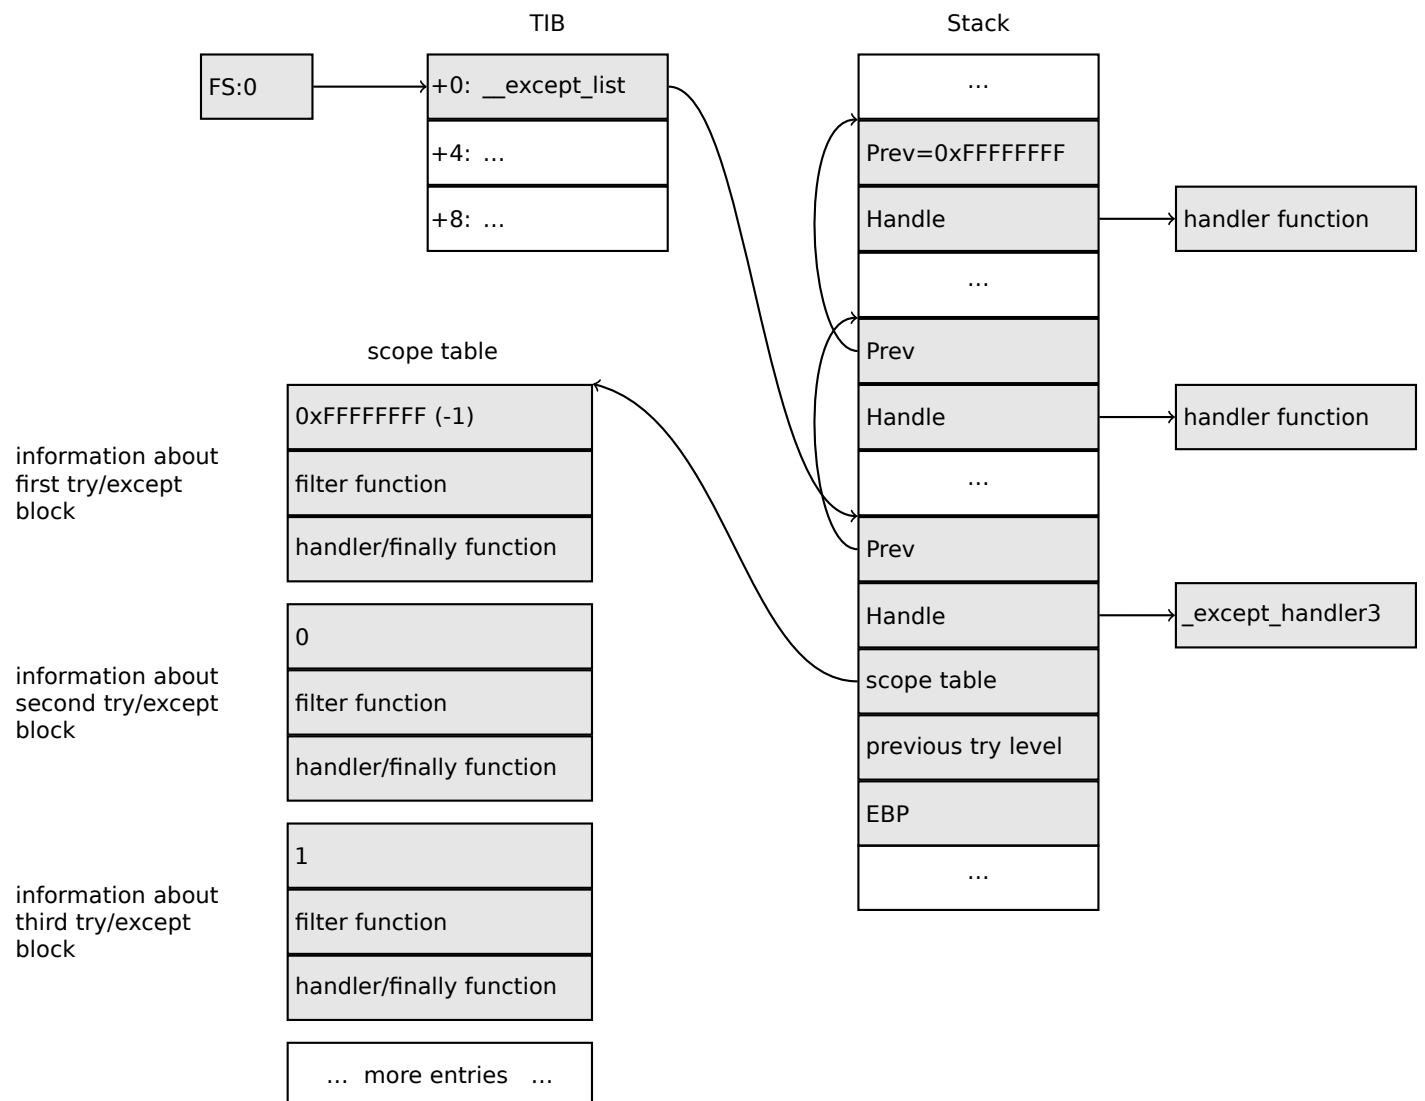 TIB
FS:0
+0: __except_list
+4: ...
+8: ...
Stack
...
Prev=0xFFFFFFFF
Handle
handler function
...
Prev
Handle
handler function
...
Prev
Handle
_except_handler3
scope table
previous try level
EBP
...
scope table
information about
first try/except
block
0xFFFFFFFF (-1)
filter function
handler/finally function
information about
second try/except
block
0
filter function
handler/finally function
information about
third try/except
block
1
filter function
handler/finally function
... more entries ...